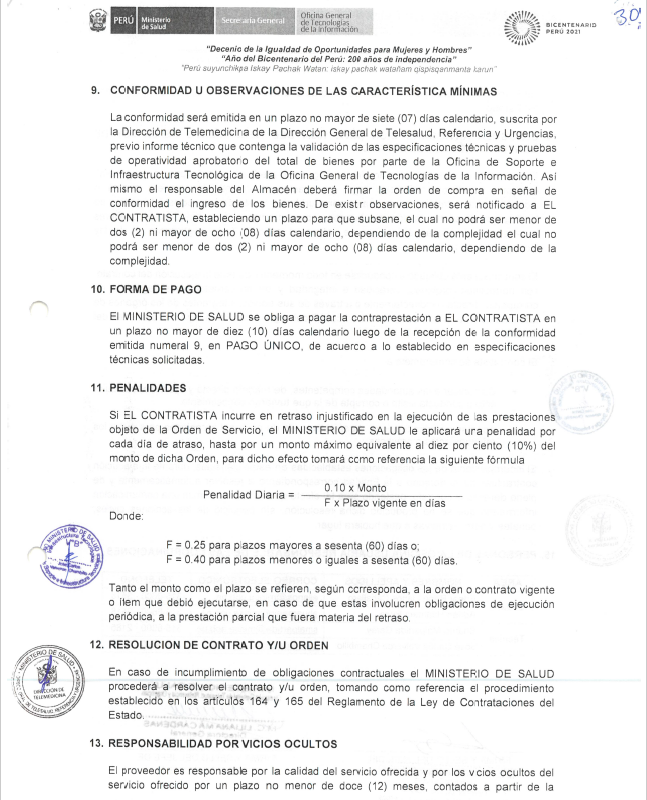 PERÚ
Ministerio
de Salud
Secretaría General
Oficina General
de Tecnologías
de la Información
BICENTENARIO
PERÚ 2021
30
"Decenio de la Igualdad de Oportunidades para Mujeres y Hombres"
"Año del Bicentenario del Perú: 200 años de independencia"
"Perú suyunchikpa Iskay Pachak Watan: iskay pachak watañam qispisqanmanta karun"
9. CONFORMIDAD U OBSERVACIONES DE LAS CARACTERÍSTICA MÍNIMAS
La conformidad será emitida en un plazo no mayor de siete (07) días calendario, suscrita por
la Dirección de Telemedicina de la Dirección General de Telesalud, Referencia y Urgencias,
previo informe técnico que contenga la validación de las especificaciones técnicas y pruebas
de operatividad aprobatorio del total de bienes por parte de la Oficina de Soporte e
Infraestructura Tecnológica de la Oficina General de Tecnologías de la Información. Así
mismo el responsable del Almacén deberá firmar la orden de compra en señal de
conformidad el ingreso de los bienes. De existir observaciones, será notificado a EL
CONTRATISTA, estableciendo un plazo para que subsane, el cual no podrá ser menor de
dos (2) ni mayor de ocho (08) días calendario, dependiendo de la complejidad el cual no
podrá ser menor de dos (2) ni mayor de ocho (08) días calendario, dependiendo de la
complejidad.
10. FORMA DE PAGO
El MINISTERIO DE SALUD se obliga a pagar la contraprestación a EL CONTRATISTA en
un plazo no mayor de diez (10) días calendario luego de la recepción de la conformidad
emitida numeral 9, en PAGO ÚNICO, de acuerco a lo establecido en especificaciones
técnicas solicitadas.
11. PENALIDADES
Si EL CONTRATISTA incurre en retraso injustificado en la ejecución de las prestaciones
objeto de la Orden de Servicio, el MINISTERIO DE SALUD le aplicará una penalidad por
cada día de atraso, hasta por un monto máximo equivalente al diez por ciento (10%) del
monto de dicha Orden, para dicho efecto tomará como referencia la siguiente fórmula
Penalidad Diaria = 0.10 x Monto
F x Plazo vigente en días
Donde:
F = 0.25 para plazos mayores a sesenta (60) días o;
F = 0.40 para plazos menores o iguales a sesenta (60) días.
Tanto el monto como el plazo se refieren, según corresponda, a la orden o contrato vigente
o ítem que debió ejecutarse, en caso de que estas involucren obligaciones de ejecución
periódica, a la prestación parcial que fuera materia del retraso.
12. RESOLUCION DE CONTRATO Y/U ORDEN
DIRECCIÓN DE
TELEMEDICINA
En caso de incumplimiento de obligaciones contractuales el MINISTERIO DE SALUD
procederá a resolver el contrato y/u orden, tomando como referencia el procedimiento
establecido en los artículos 164 y 165 del Reglamento de la Ley de Contrataciones del
Estado.
13. RESPONSABILIDAD POR VICIOS OCULTOS
El proveedor es responsable por la calidad del servicio ofrecida y por los vicios ocultos del
servicio ofrecido por un plazo no menor de doce (12) meses, contados a partir de la